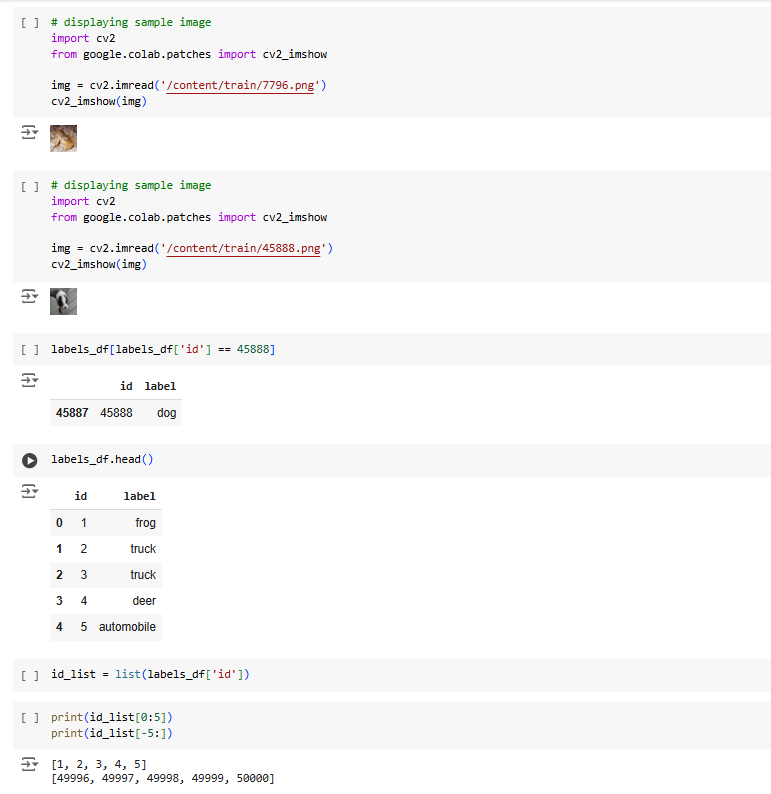 [ ] # displaying sample image
import cv2
from google.colab.patches import cv2_imshow
img = cv2.imread('/content/train/7796.png')
cv2_imshow(img)
[ ] # displaying sample image
import cv2
from google.colab.patches import cv2_imshow
img = cv2.imread('/content/train/45888.png')
cv2_imshow(img)
[ ] labels_df[labels_df['id'] == 45888]
id label
45887 45888 dog
labels_df.head()
id label
0 1 frog
1 2 truck
2 3 truck
3 4 deer
4 5 automobile
[ ] id_list = list(labels_df['id'])
[ ] print(id_list[0:5])
print(id_list[-5:])
[1, 2, 3, 4, 5]
[49996, 49997, 49998, 49999, 50000]